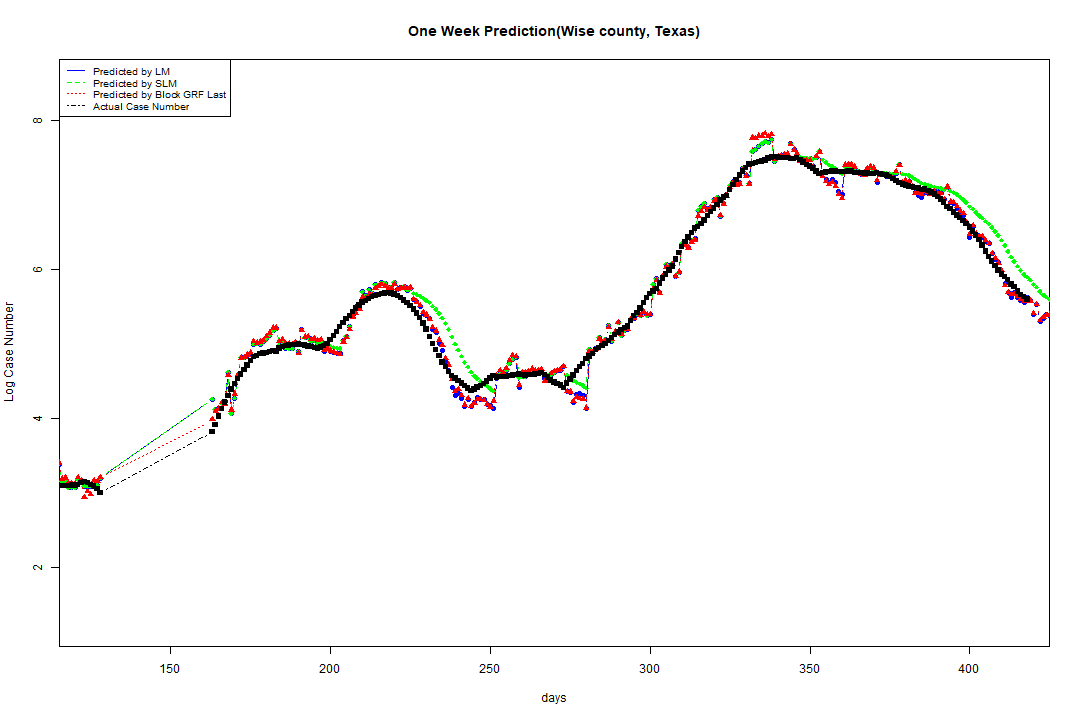 One Week Prediction(Wise county, Texas)
Predicted by LM
Predicted by SLM
Predicted by Block GRF Last
Actual Case Number
8
6
4
2
Log Case Number
150 200 250 300 350 400
days